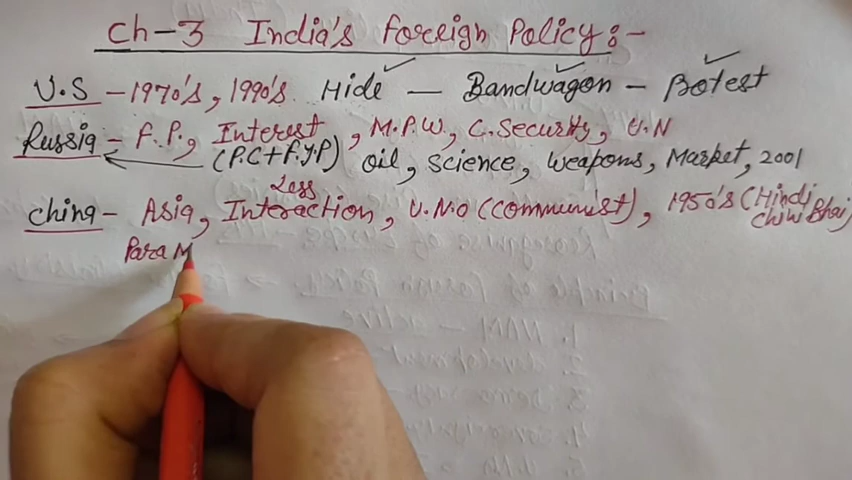 Ch-3 India's Foreign Policy:-
U.S - 1970's, 1990's. Hide — Bandwagon - Botest
Russia - F.P., Interest, M.P.W., C.Security, U.N
(P.C+F.Y.P) oil, science, weapons, Market, 2001
Less
China - Asia, Interaction, U.N.O (Communist), 1950's (Hindi
Chini Bhai)
Para M